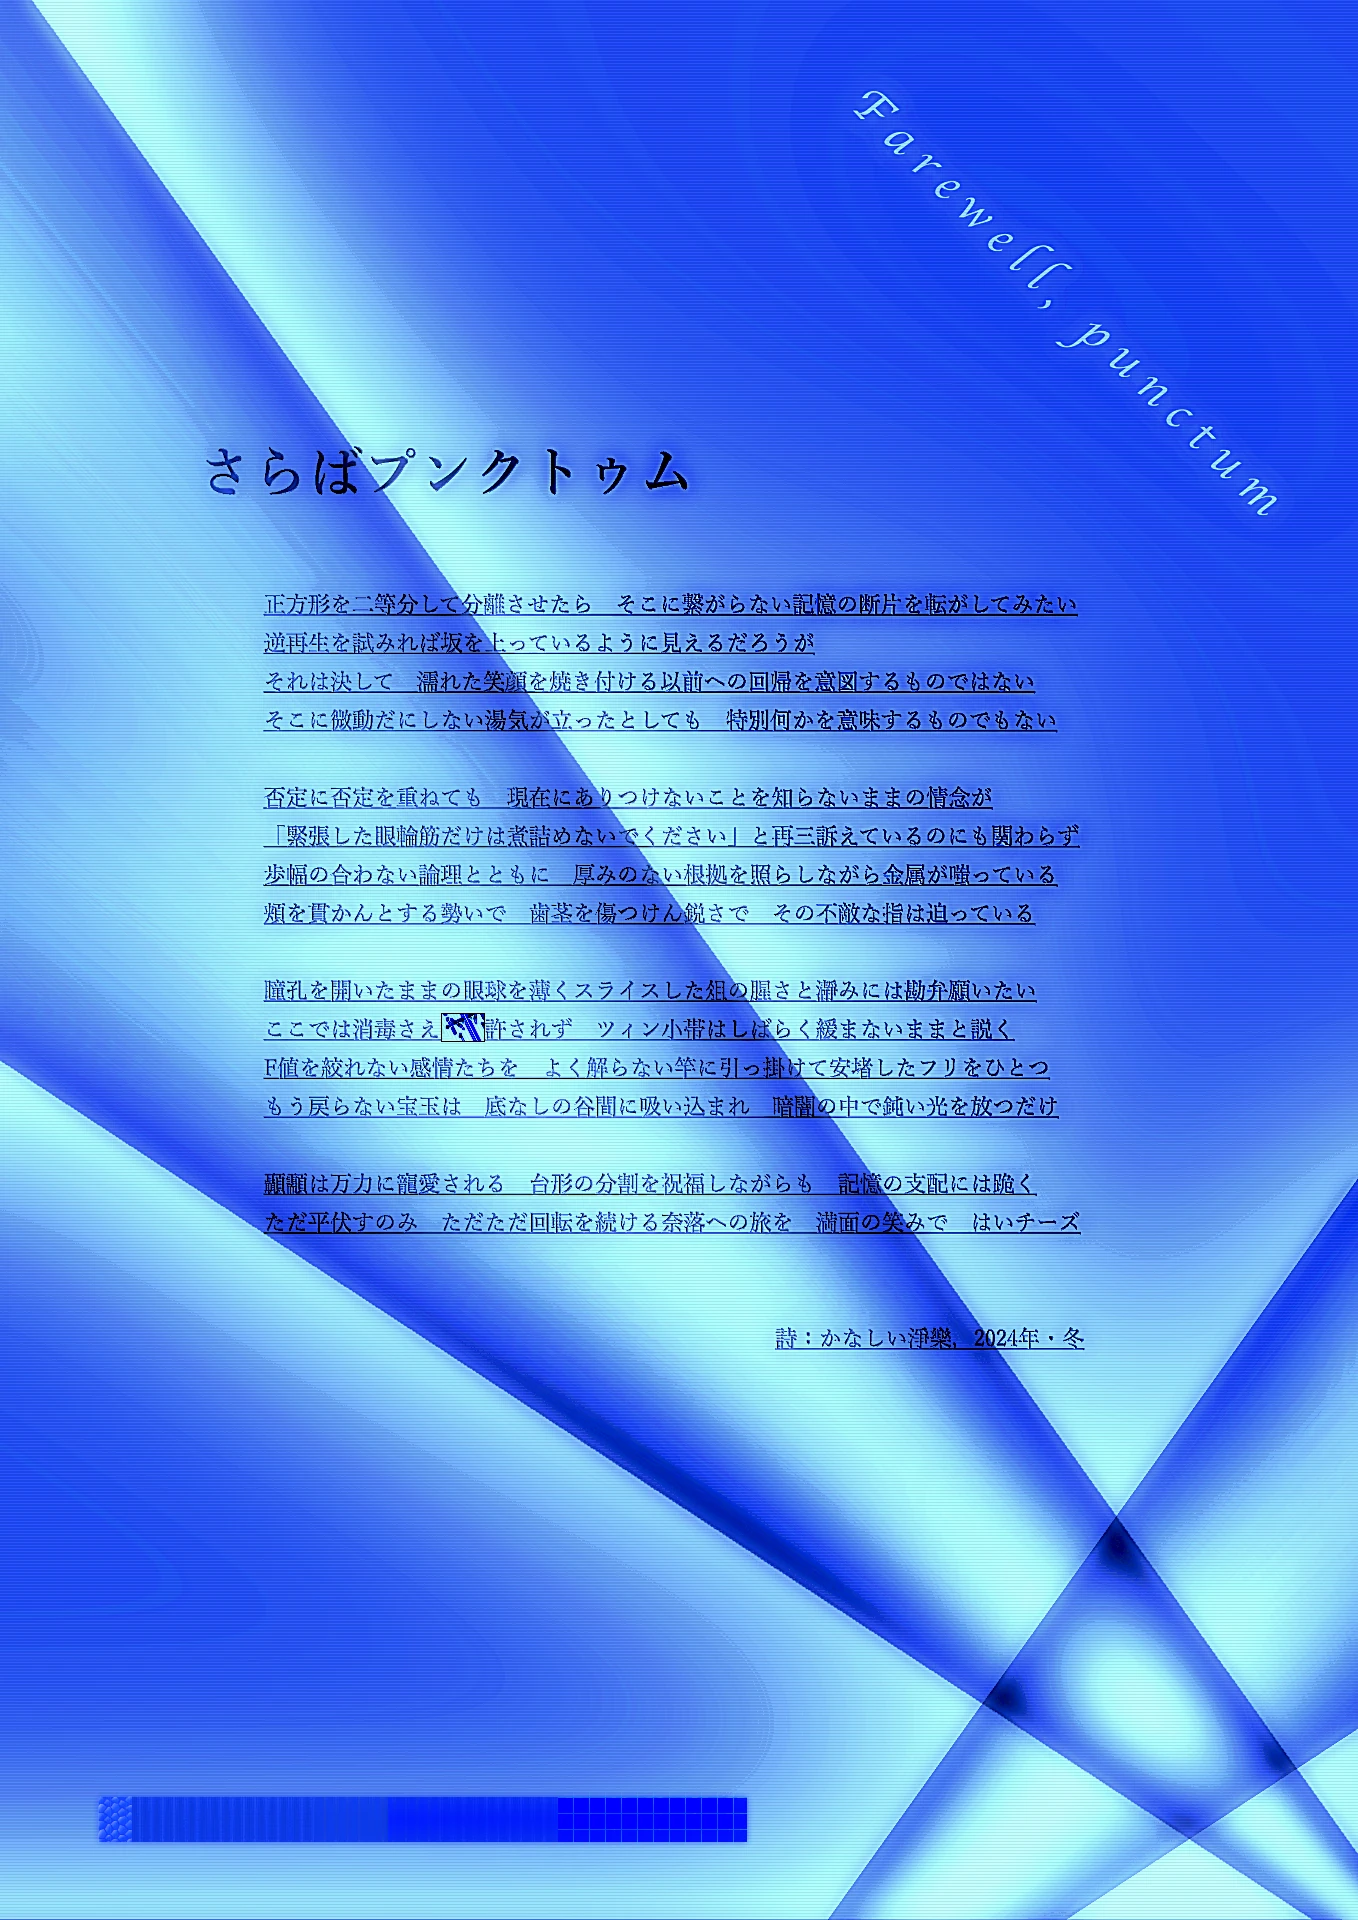 Farewell, punctum
さらばプンクトゥム
正方形を二等分して分離させたら　そこに繋がらない記憶の断片を転がしてみたい
逆再生を試みれば坂を上っているように見えるだろうが
それは決して　濡れた笑顔を焼き付ける以前への回帰を意図するものではない
そこに微動だにしない湯気が立ったとしても　特別何かを意味するものでもない
否定に否定を重ねても　現在にありつけないことを知らないままの情念が
「緊張した眼輪筋だけは煮詰めないでください」と再三訴えているのにも関わらず
歩幅の合わない論理とともに　厚みのない根拠を照らしながら金属が嗤っている
頬を貫かんとする勢いで　歯茎を傷つけん鋭さで　その不敵な指は迫っている
瞳孔を開いたままの眼球を薄くスライスした俎の腥さと瀞みには勘弁願いたい
ここでは消毒さえ許されず　ツィン小帯はしばらく緩まないままと説く
F値を絞れない感情たちを　よく解らない竿に引っ掛けて安堵したフリをひとつ
もう戻らない宝玉は　底なしの谷間に吸い込まれ　暗闇の中で鈍い光を放つだけ
顳顬は万力に寵愛される　台形の分割を祝福しながらも　記憶の支配には跪く
ただ平伏すのみ　ただただ回転を続ける奈落への旅を　満面の笑みで　はいチーズ
詩：かなしい淨樂, 2024年・冬